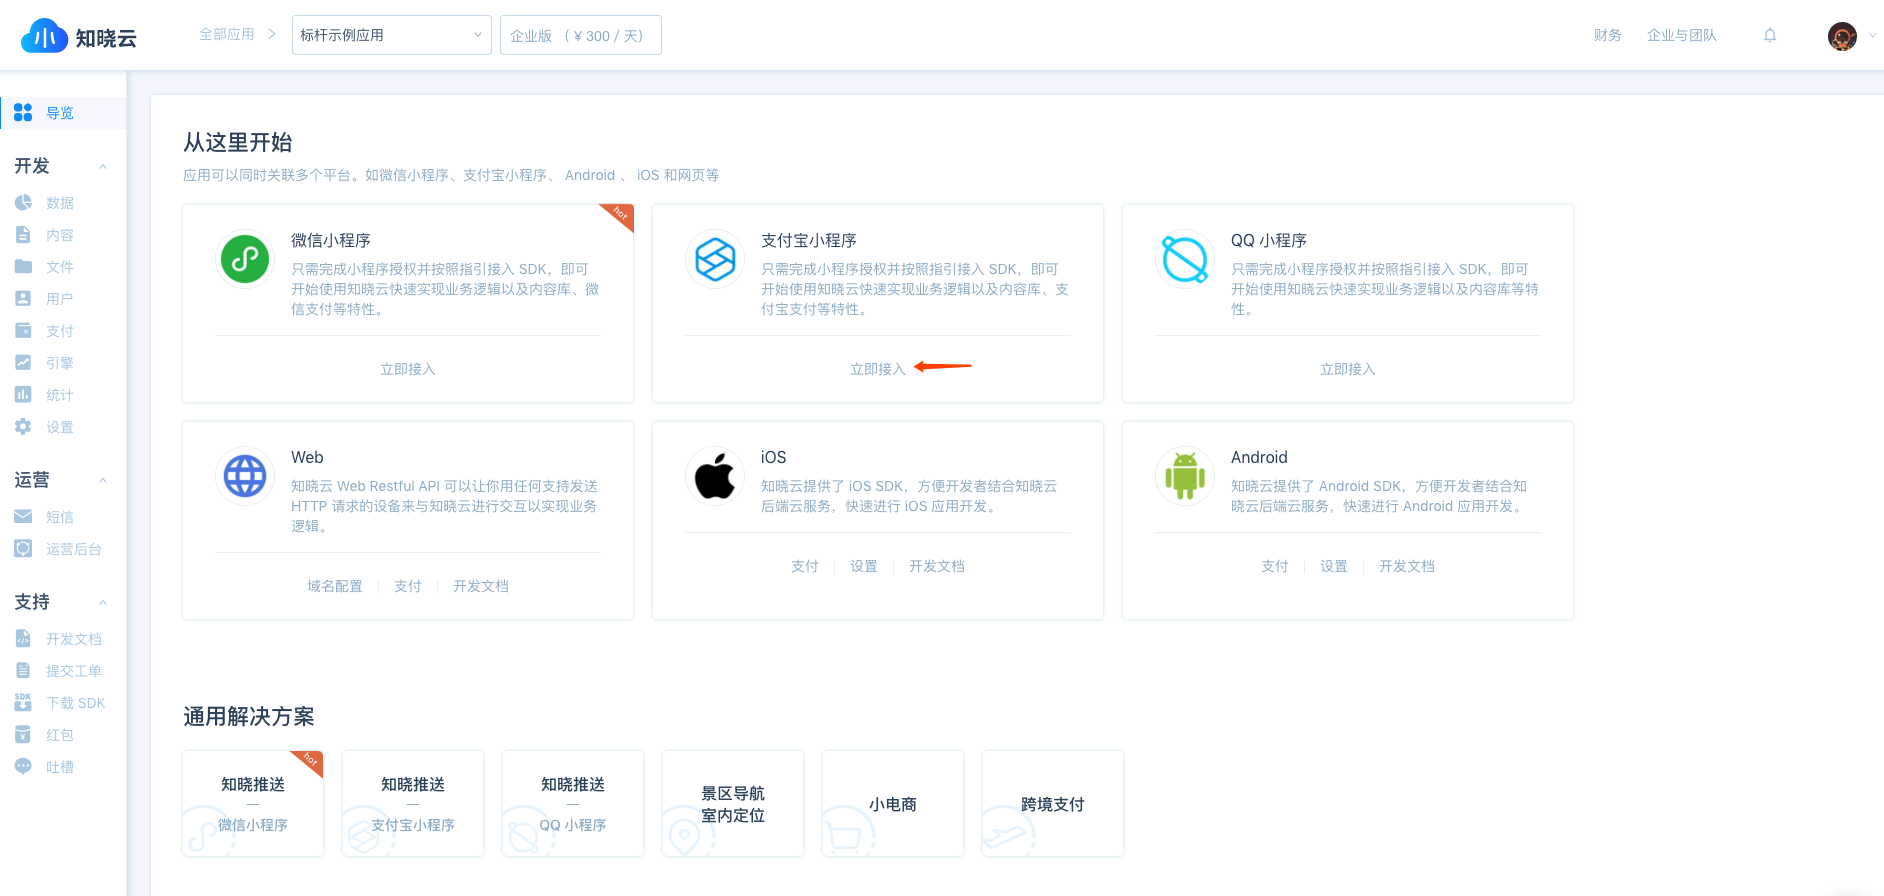 知晓云
全部应用
标杆示例应用
企业版 （ ¥ 300 / 天）
财务
企业与团队
导览
开发
数据
内容
文件
用户
支付
引擎
统计
设置
运营
短信
运营后台
支持
开发文档
提交工单
SDK
下载 SDK
红包
吐槽
从这里开始
应用可以同时关联多个平台。如微信小程序、支付宝小程序、 Android 、 iOS 和网页等
hot
微信小程序
只需完成小程序授权并按照指引接入 SDK，即可
开始使用知晓云快速实现业务逻辑以及内容库、微
信支付等特性。
立即接入
支付宝小程序
只需完成小程序授权并按照指引接入 SDK，即可
开始使用知晓云快速实现业务逻辑以及内容库、支
付宝支付等特性。
立即接入
QQ 小程序
只需完成小程序授权并按照指引接入 SDK，即可
开始使用知晓云快速实现业务逻辑以及内容库等特
性。
立即接入
Web
知晓云 Web Restful API 可以让你用任何支持发送
HTTP 请求的设备来与知晓云进行交互以实现业务
逻辑。
域名配置
支付
开发文档
iOS
知晓云提供了 iOS SDK，方便开发者结合知晓云
后端云服务，快速进行 iOS 应用开发。
支付
设置
开发文档
Android
知晓云提供了 Android SDK，方便开发者结合知
晓云后端云服务，快速进行 Android 应用开发。
支付
设置
开发文档
通用解决方案
hot
知晓推送
微信小程序
知晓推送
支付宝小程序
知晓推送
QQ 小程序
景区导航
室内定位
小电商
跨境支付